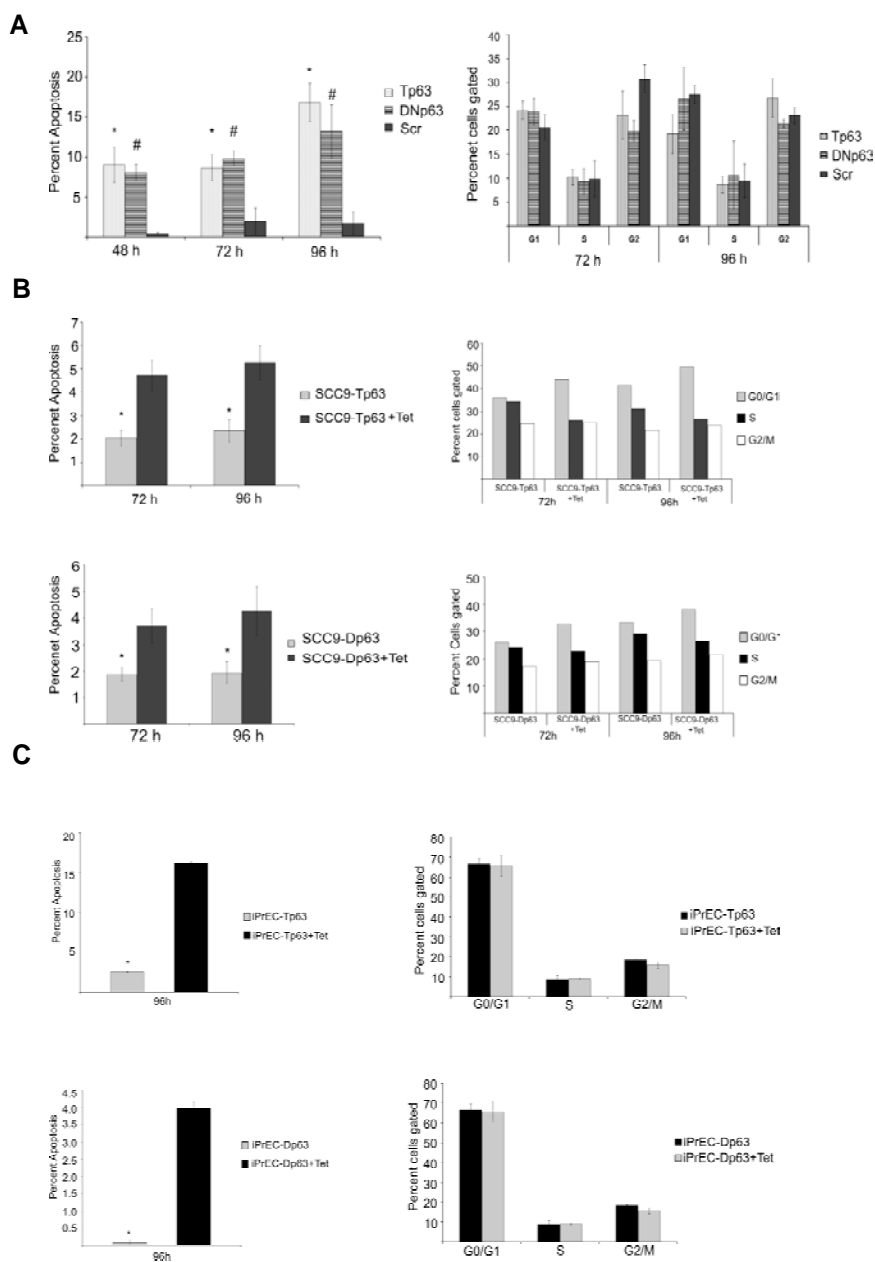 A
Percent Apoptosis
25
20
15
10
5
48 h
72 h
96 h
*
#
*
#
*
#
Tp63
DNp63
Scr
Percenet cells gated
40
35
30
25
20
15
10
5
G1
S
G2
G1
S
G2
72 h
96 h
Tp63
DNp63
Scr
B
Percenet Apoptosis
7
6
5
4
3
2
1
*
*
72 h
96 h
SCC9-Tp63
SCC9-Tp63+Tet
Percent cells gated
60
50
40
30
20
10
SCC9-Tp63
SCC9-Tp63
+Tet
SCC9-Tp63
SCC9-Tp63
+Tet
72h
96h
G0/G1
S
G2/M
Percenet Apoptosis
6
5
4
3
2
1
*
*
72 h
96 h
SCC9-Dp63
SCC9-Dp63+Tet
Percent Cells gated
50
40
30
20
10
SCC9-Dp63
SCC9-Dp63
+Tet
SCC9-Dp63
SCC9-Dp63
+Tet
72h
96h
S
G2/M
C
Percent Apoptosis
20
15
10
5
*
96h
iPrEC-Tp63
iPrEC-Tp63+Tet
Percent cells gated
80
70
60
50
40
30
20
10
G0/G1
S
G2/M
iPrEC-Tp63
iPrEC-Tp63+Tet
Percent Apoptosis
4.5
4.0
3.5
3.0
2.5
2.0
1.5
1.0
0.5
*
96h
iPrEC-Dp63
iPrEC-Dp63+Tet
Percent cells gated
80
70
60
50
40
30
20
10
G0/G1
S
G2/M
iPrEC-Dp63
iPrEC-Dp63+Tet